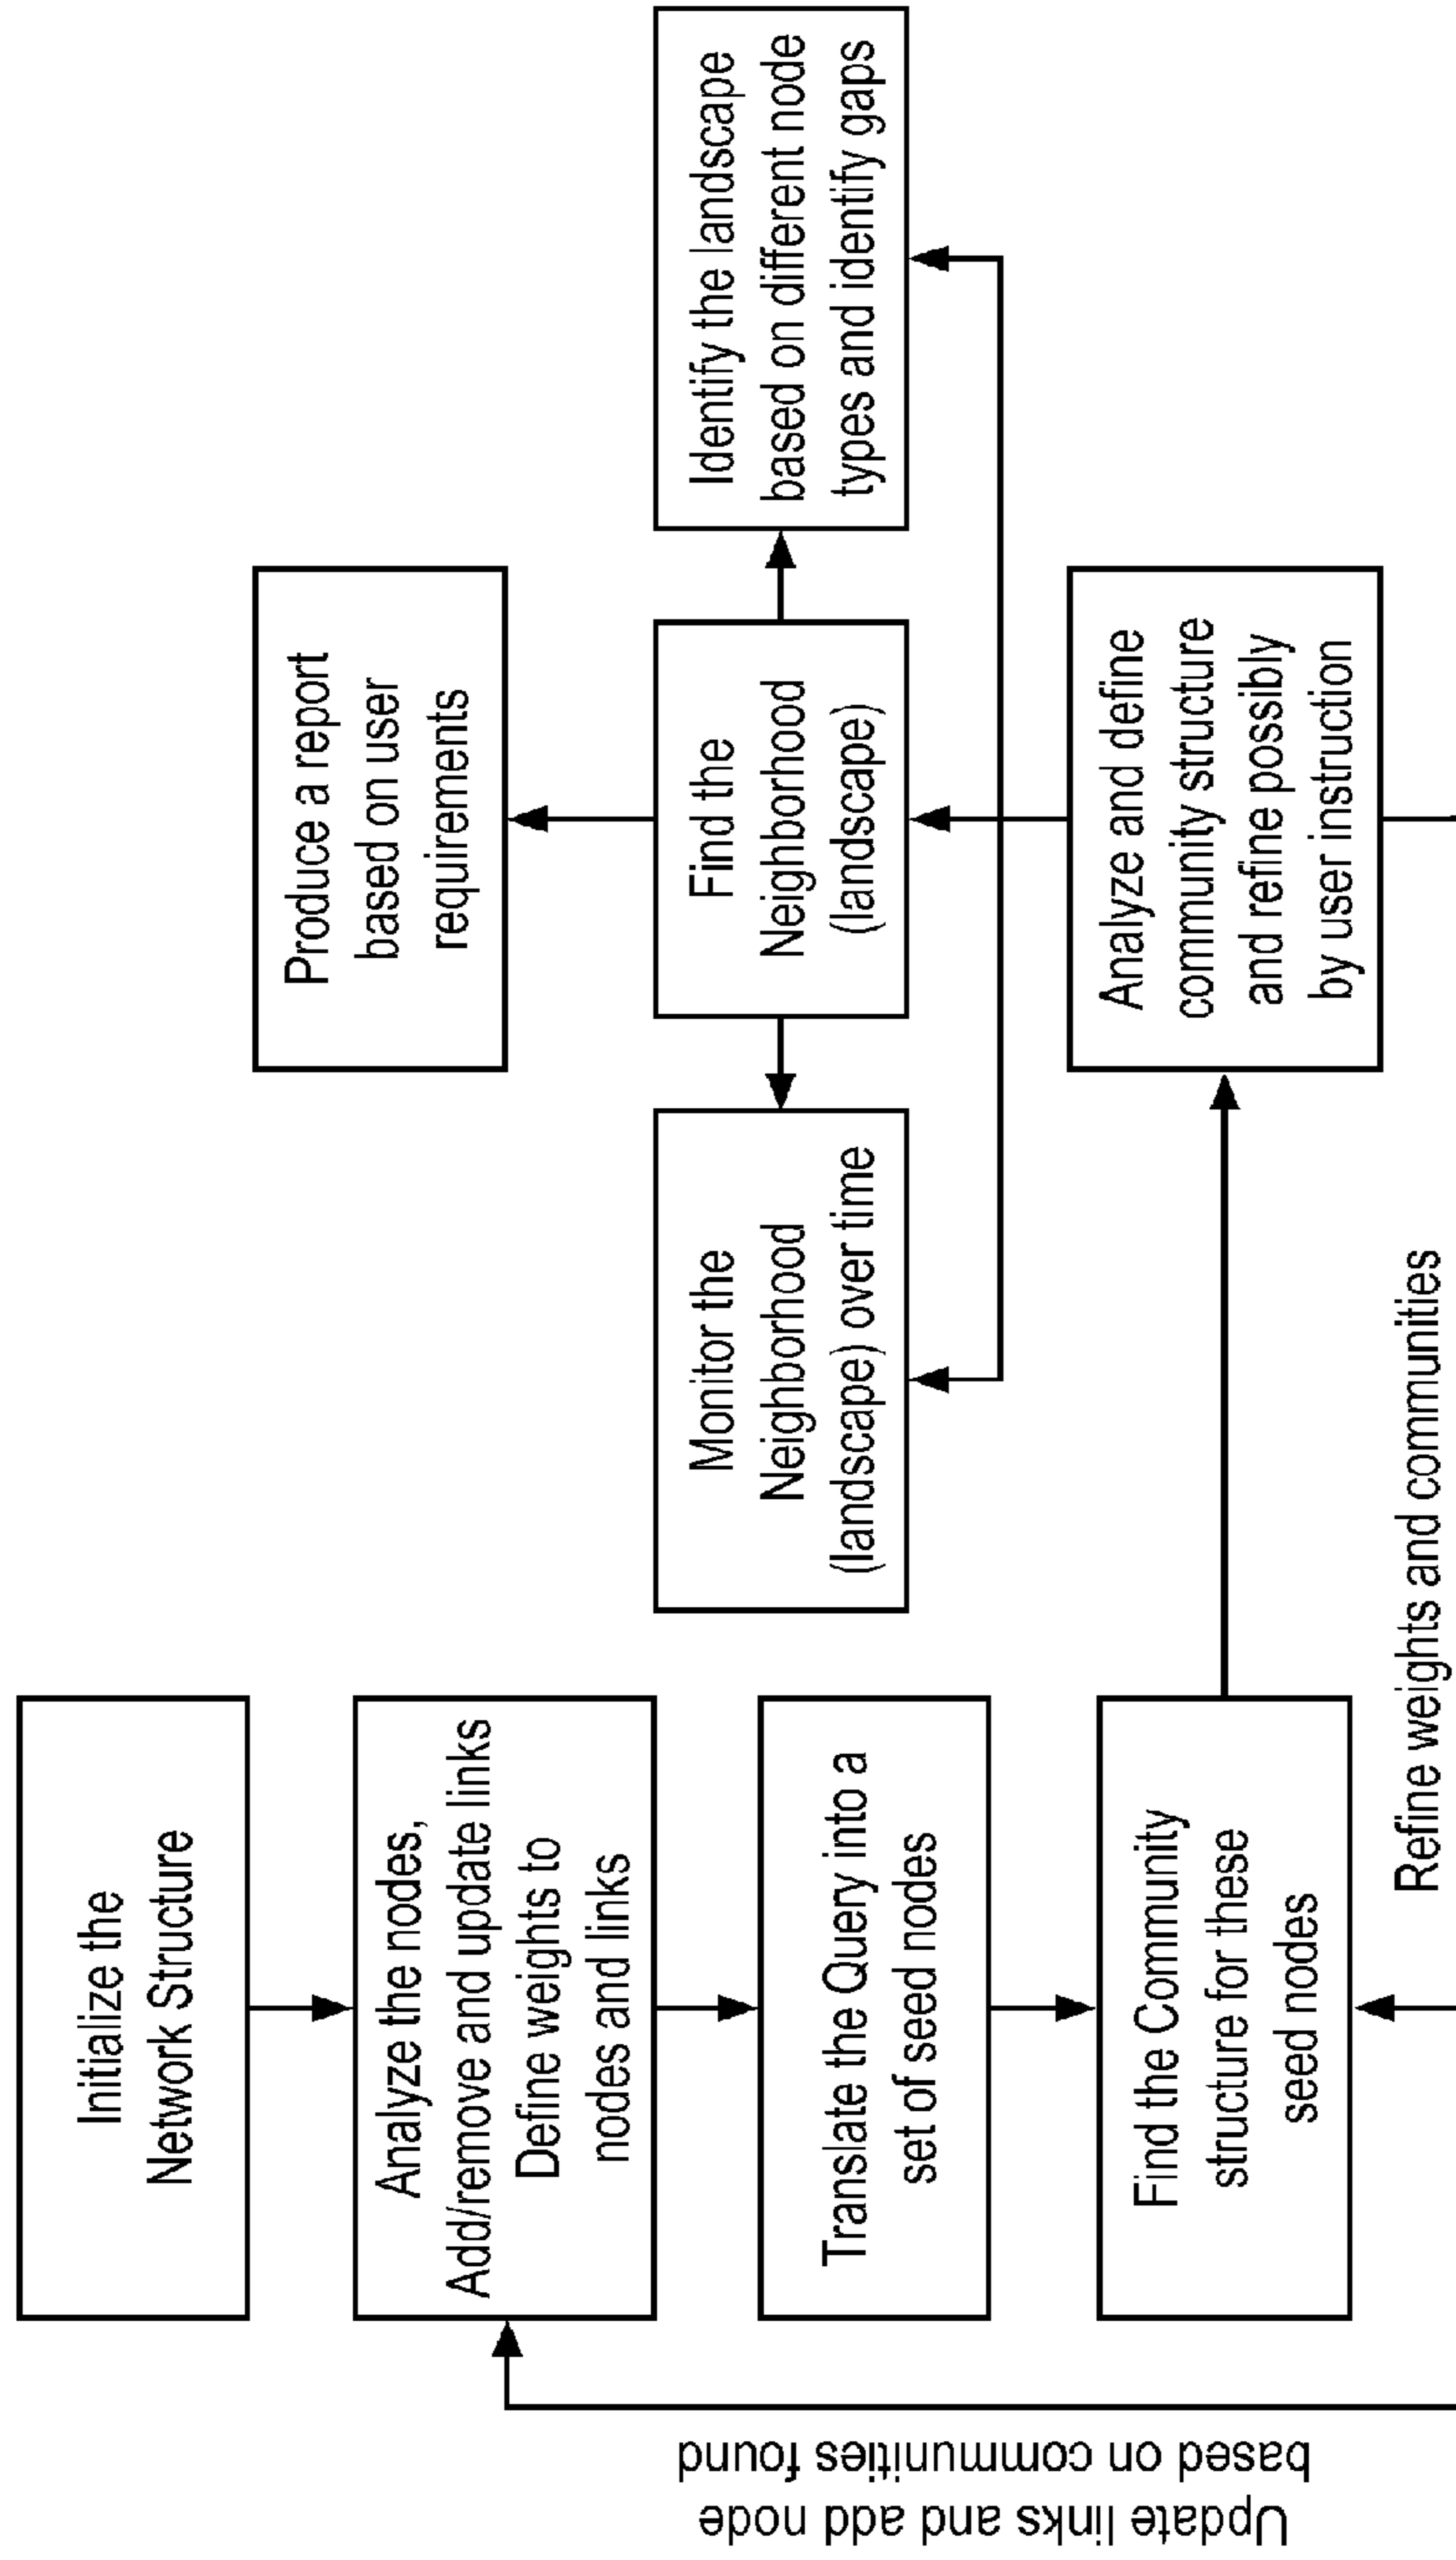 Initialize the
Network Structure
Analyze the nodes,
Add/remove and update links
Define weights to
nodes and links
Translate the Query into a
set of seed nodes
Find the Community
structure for these
seed nodes
Update links and add node
based on communities found
Refine weights and communities
Analyze and define
community structure
and refine possibly
by user instruction
Monitor the
Neighborhood
(landscape) over time
Find the
Neighborhood
(landscape)
Identify the landscape
based on different node
types and identify gaps
Produce a report
based on user
requirements